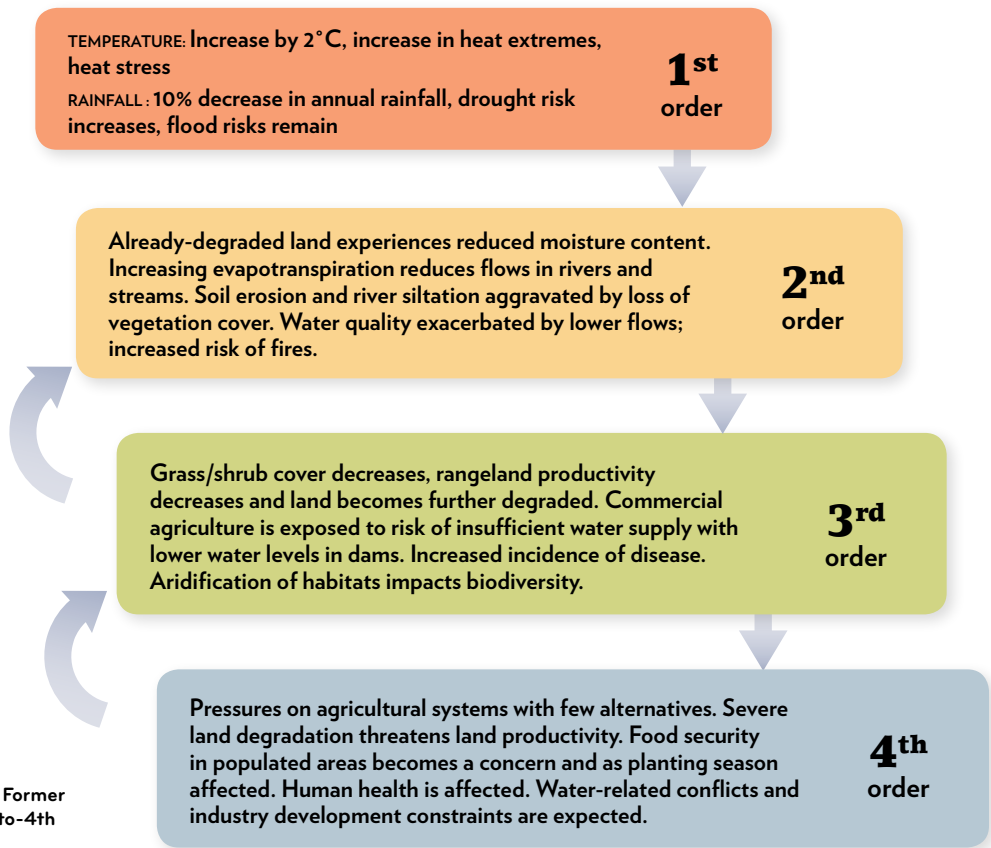 TEMPERATURE: Increase by 2°C, increase in heat extremes,
heat stress
RAINFALL : 10% decrease in annual rainfall, drought risk
increases, flood risks remain
1st
order
Already-degraded land experiences reduced moisture content.
Increasing evapotranspiration reduces flows in rivers and
streams. Soil erosion and river siltation aggravated by loss of
vegetation cover. Water quality exacerbated by lower flows;
increased risk of fires.
2nd
order
Grass/shrub cover decreases, rangeland productivity
decreases and land becomes further degraded. Commercial
agriculture is exposed to risk of insufficient water supply with
lower water levels in dams. Increased incidence of disease.
Aridification of habitats impacts biodiversity.
3rd
order
Pressures on agricultural systems with few alternatives. Severe
land degradation threatens land productivity. Food security
in populated areas becomes a concern and as planting season
affected. Human health is affected. Water-related conflicts and
industry development constraints are expected.
4th
order
Former
to-4th